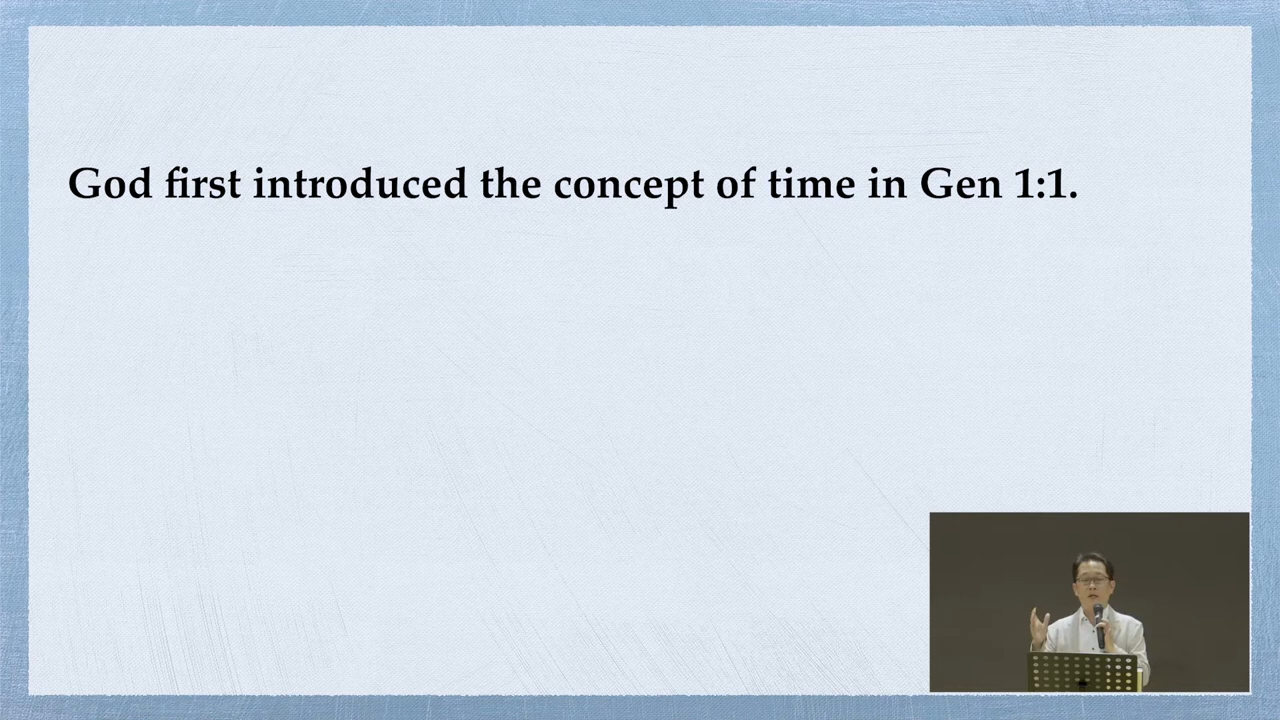 God first introduced the concept of time in Gen 1:1.